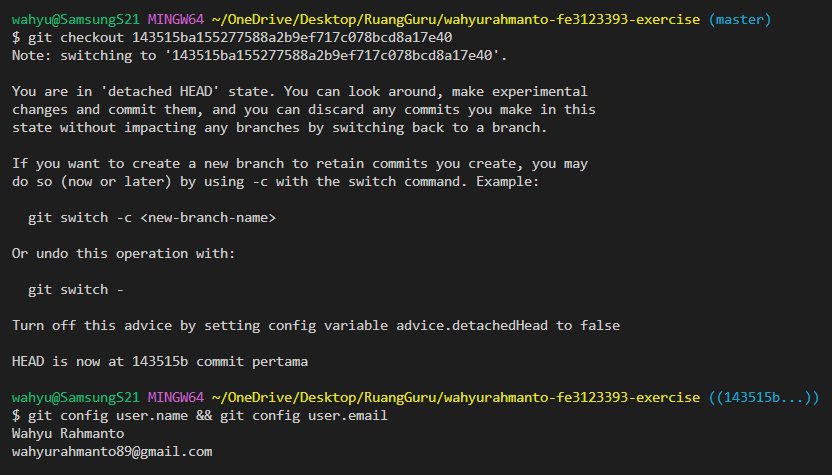 wahyu@SamsungS21 MINGW64 ~/OneDrive/Desktop/RuangGuru/wahyurahmanto-fe3123393-exercise (master)
$ git checkout 143515ba155277588a2b9ef717c078bcd8a17e40
Note: switching to '143515ba155277588a2b9ef717c078bcd8a17e40'.
You are in 'detached HEAD' state. You can look around, make experimental
changes and commit them, and you can discard any commits you make in this
state without impacting any branches by switching back to a branch.
If you want to create a new branch to retain commits you create, you may
do so (now or later) by using -c with the switch command. Example:
git switch -c <new-branch-name>
Or undo this operation with:
git switch -
Turn off this advice by setting config variable advice.detachedHead to false
HEAD is now at 143515b commit pertama
wahyu@SamsungS21 MINGW64 ~/OneDrive/Desktop/RuangGuru/wahyurahmanto-fe3123393-exercise ((143515b...))
$ git config user.name && git config user.email
Wahyu Rahmanto
wahyurahmanto89@gmail.com